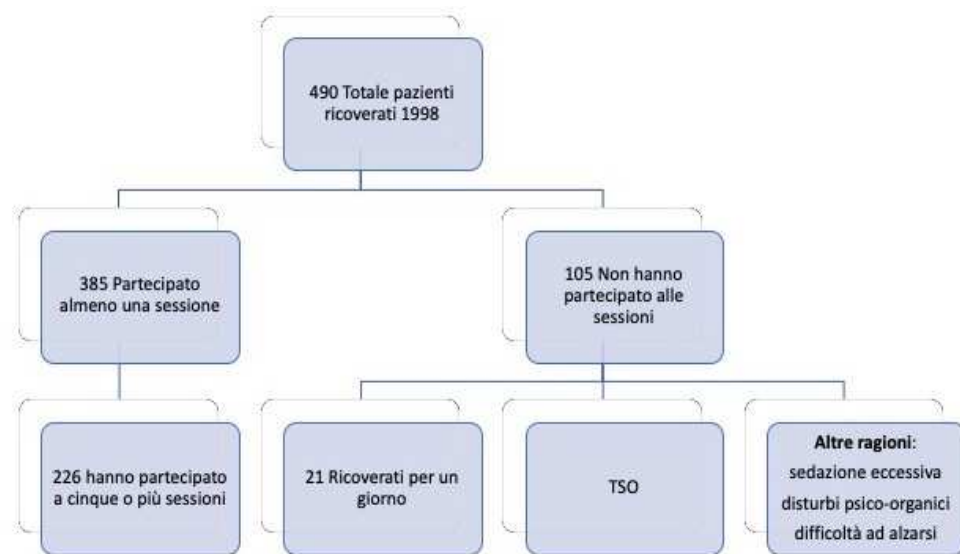 490 Totale pazienti
ricoverati 1998
385 Partecipato
almeno una sessione
105 Non hanno
partecipato alle
sessioni
226 hanno partecipato
a cinque o più sessioni
21 Ricoverati per un
giorno
TSO
Altre ragioni:
sedazione eccessiva
disturbi psico-organici
difficoltà ad alzarsi